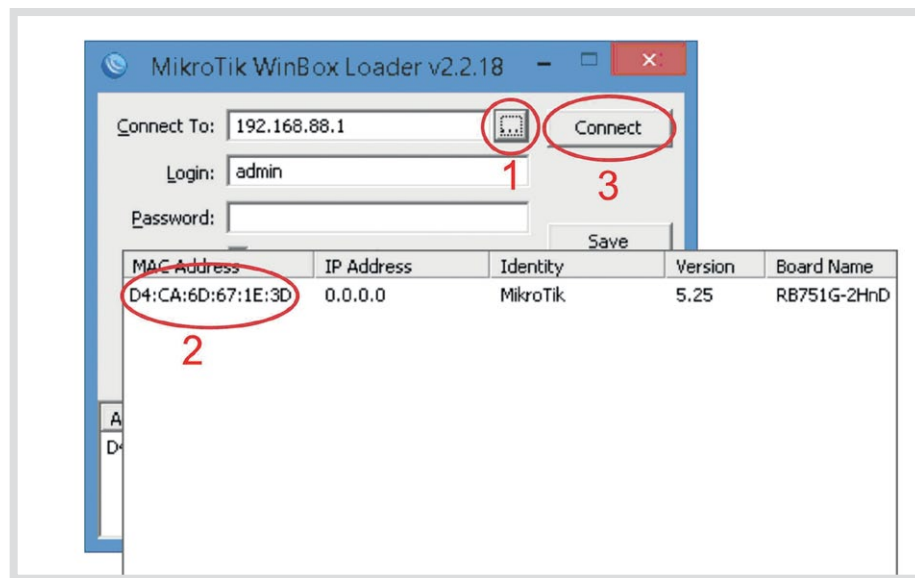 MikroTik WinBox Loader v2.2.18
Connect To: 192.168.88.1 ... Connect
1
3
Login: admin
Password:
Save
MAC Address IP Address Identity Version Board Name
D4:CA:6D:67:1E:3D 0.0.0.0 MikroTik 5.25 RB751G-2HnD
2
A
D